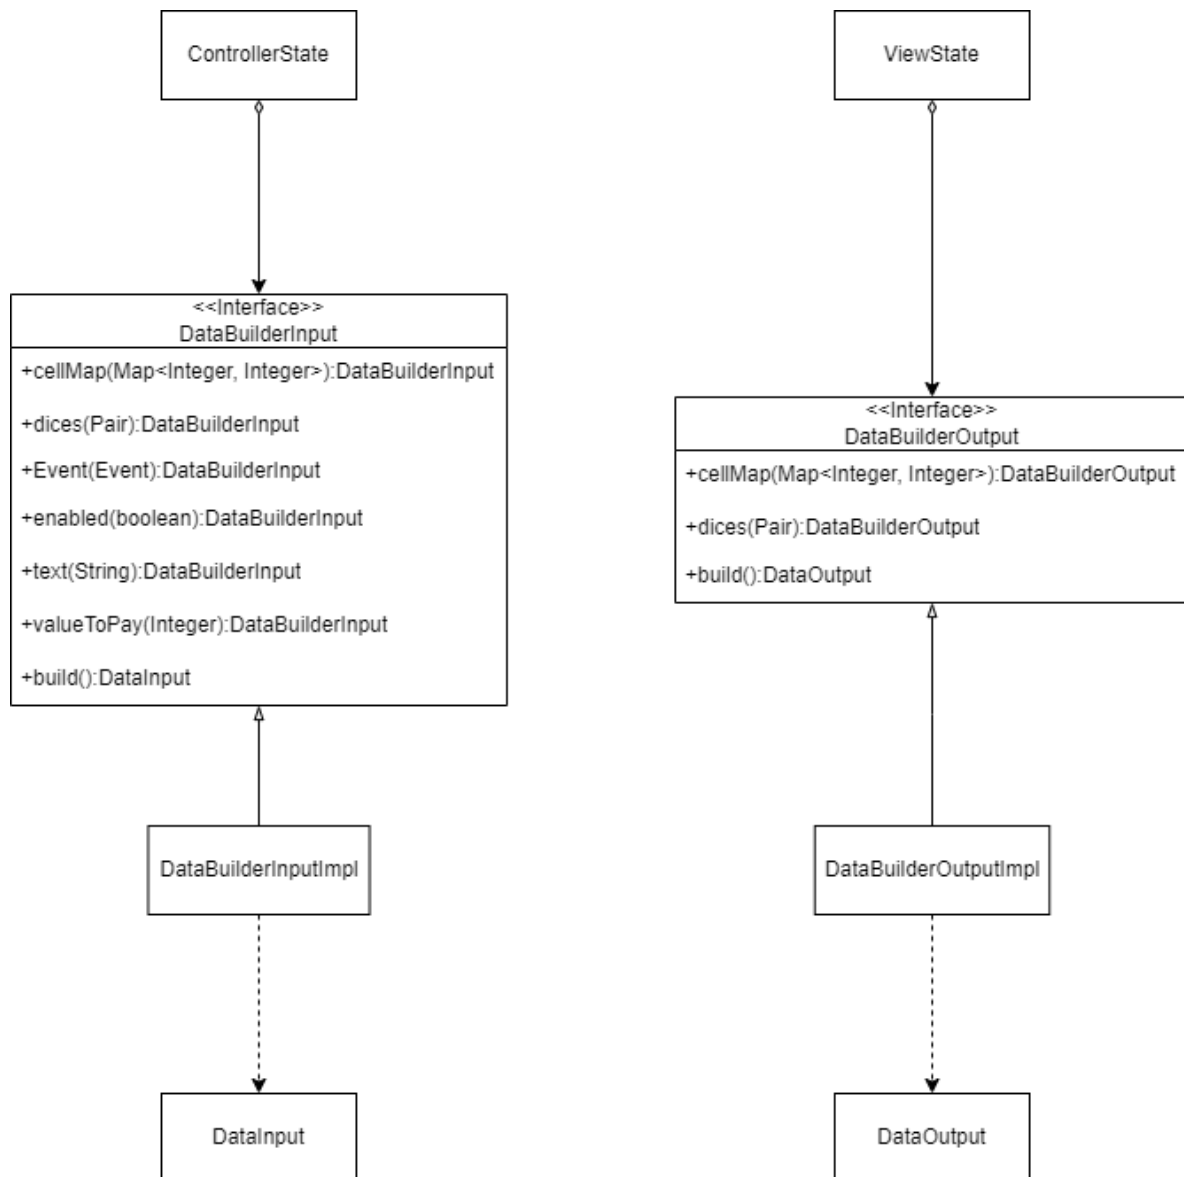 ControllerState
ViewState
<<Interface>>
DataBuilderInput
+cellMap(Map<Integer, Integer>):DataBuilderInput
+dices(Pair):DataBuilderInput
+Event(Event):DataBuilderInput
+enabled(boolean):DataBuilderInput
+text(String):DataBuilderInput
+valueToPay(Integer):DataBuilderInput
+build():DataInput
<<Interface>>
DataBuilderOutput
+cellMap(Map<Integer, Integer>):DataBuilderOutput
+dices(Pair):DataBuilderOutput
+build():DataOutput
DataBuilderInputImpl
DataBuilderOutputImpl
DataInput
DataOutput